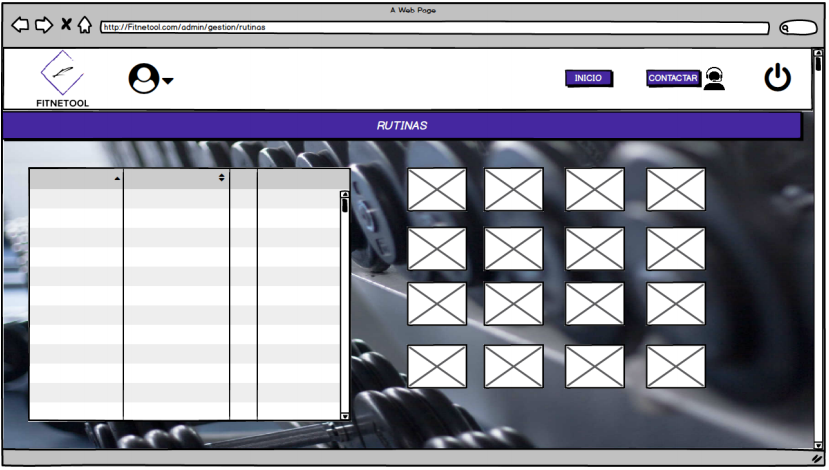 A Web Page
http://Fitnetool.com/admin/gestion/rutinas
FITNETOOL
INICIO
CONTACTAR
RUTINAS